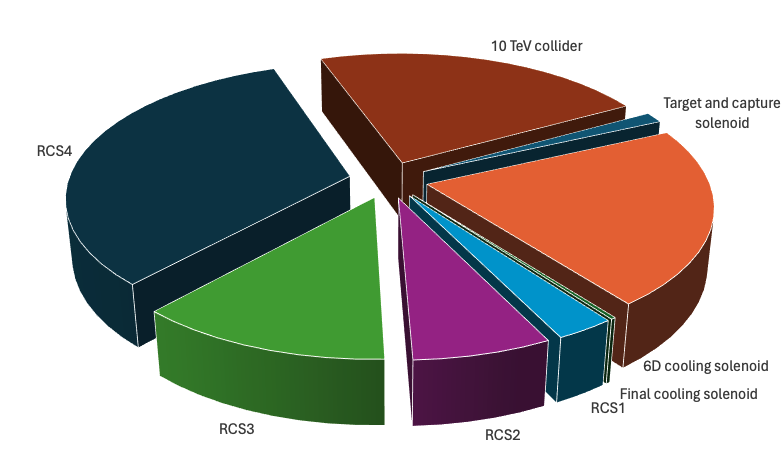 10 TeV collider
Target and capture
solenoid
RCS4
6D cooling solenoid
Final cooling solenoid
RCS1
RCS3
RCS2